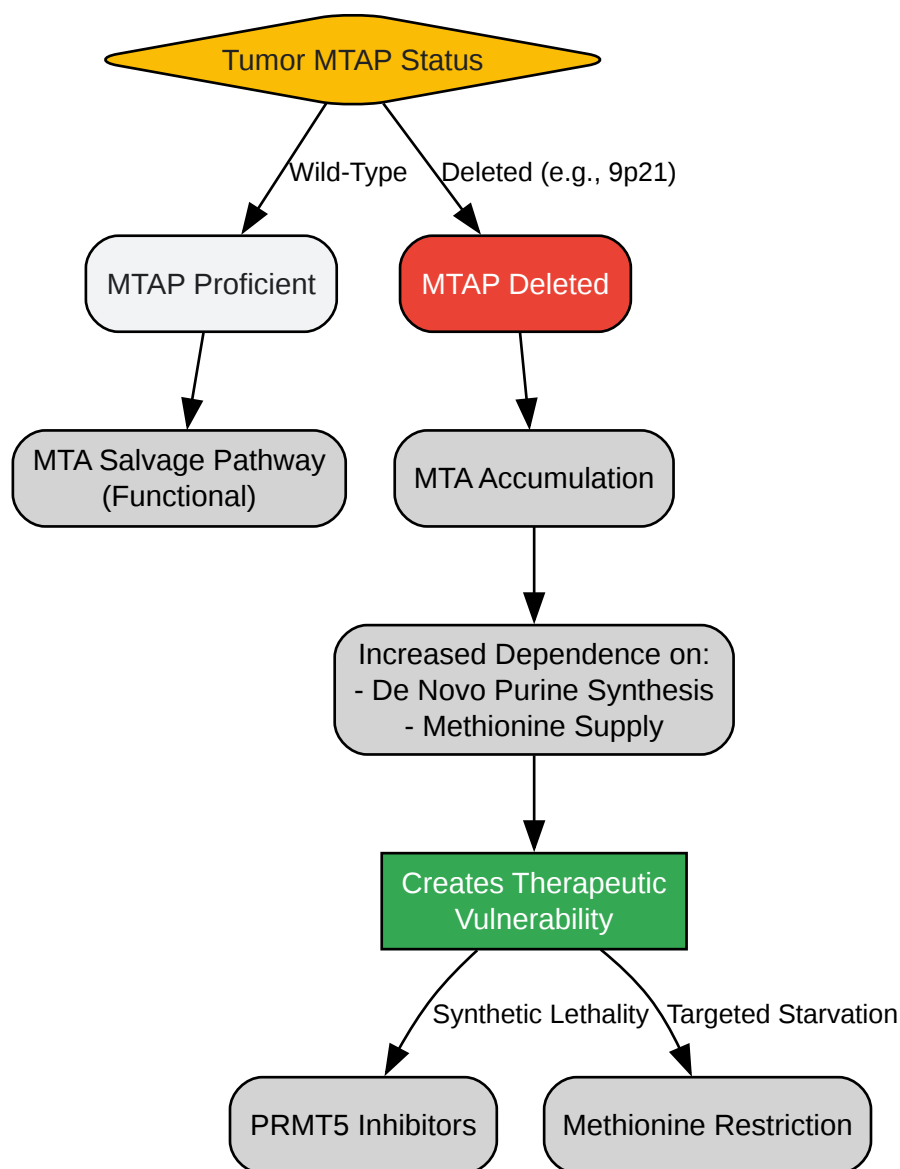 Tumor MTAP Status
Wild-Type
Deleted (e.g., 9p21)
MTAP Proficient
MTAP Deleted
MTA Salvage Pathway
(Functional)
MTA Accumulation
Increased Dependence on:
- De Novo Purine Synthesis
- Methionine Supply
Creates Therapeutic
Vulnerability
Synthetic Lethality
Targeted Starvation
PRMT5 Inhibitors
Methionine Restriction